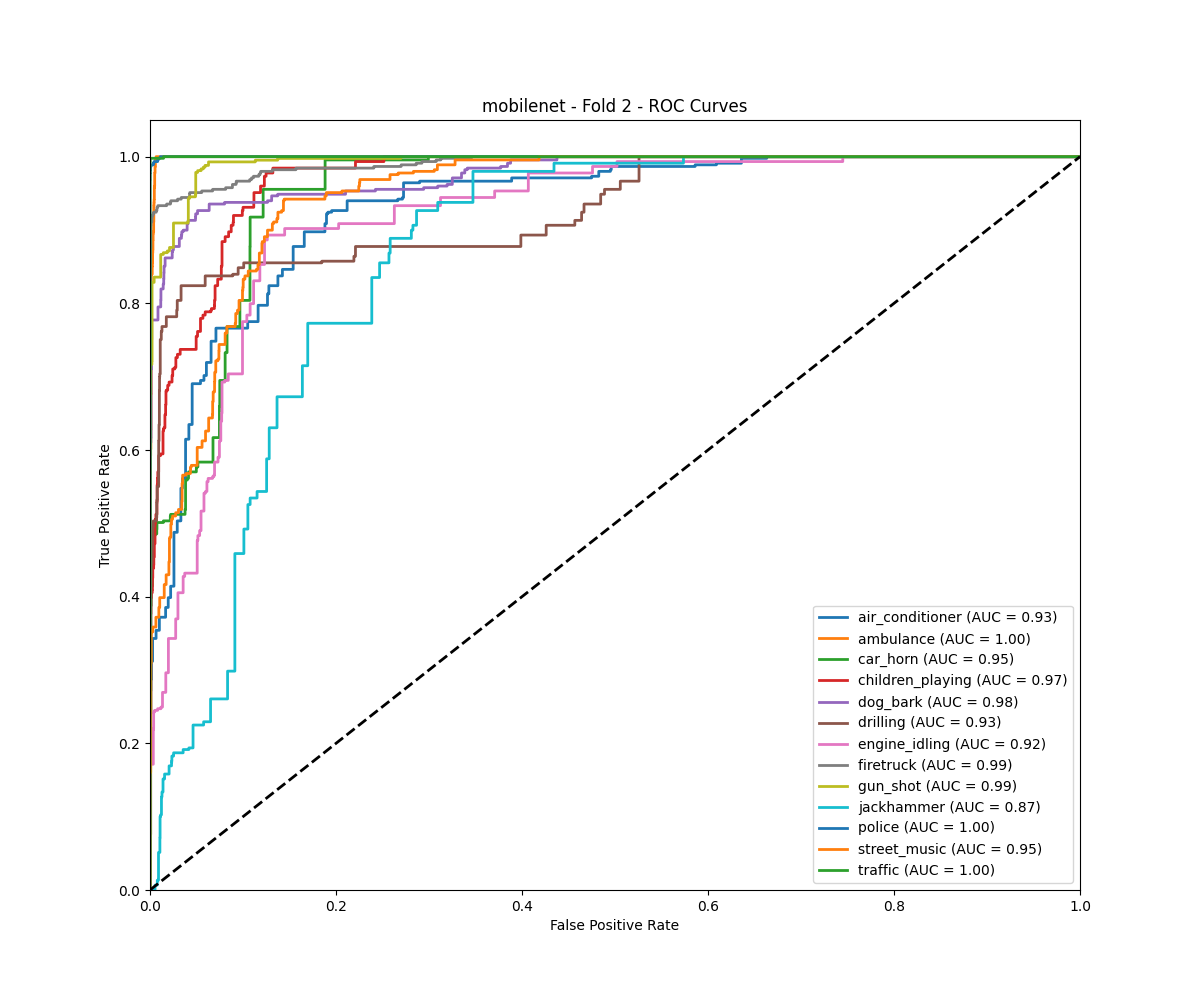 mobilenet - Fold 2 - ROC Curves
1.0
0.8
0.6
0.4
0.2
0.0
True Positive Rate
0.0 0.2 0.4 0.6 0.8 1.0
False Positive Rate
air_conditioner (AUC = 0.93)
ambulance (AUC = 1.00)
car_horn (AUC = 0.95)
children_playing (AUC = 0.97)
dog_bark (AUC = 0.98)
drilling (AUC = 0.93)
engine_idling (AUC = 0.92)
firetruck (AUC = 0.99)
gun_shot (AUC = 0.99)
jackhammer (AUC = 0.87)
police (AUC = 1.00)
street_music (AUC = 0.95)
traffic (AUC = 1.00)